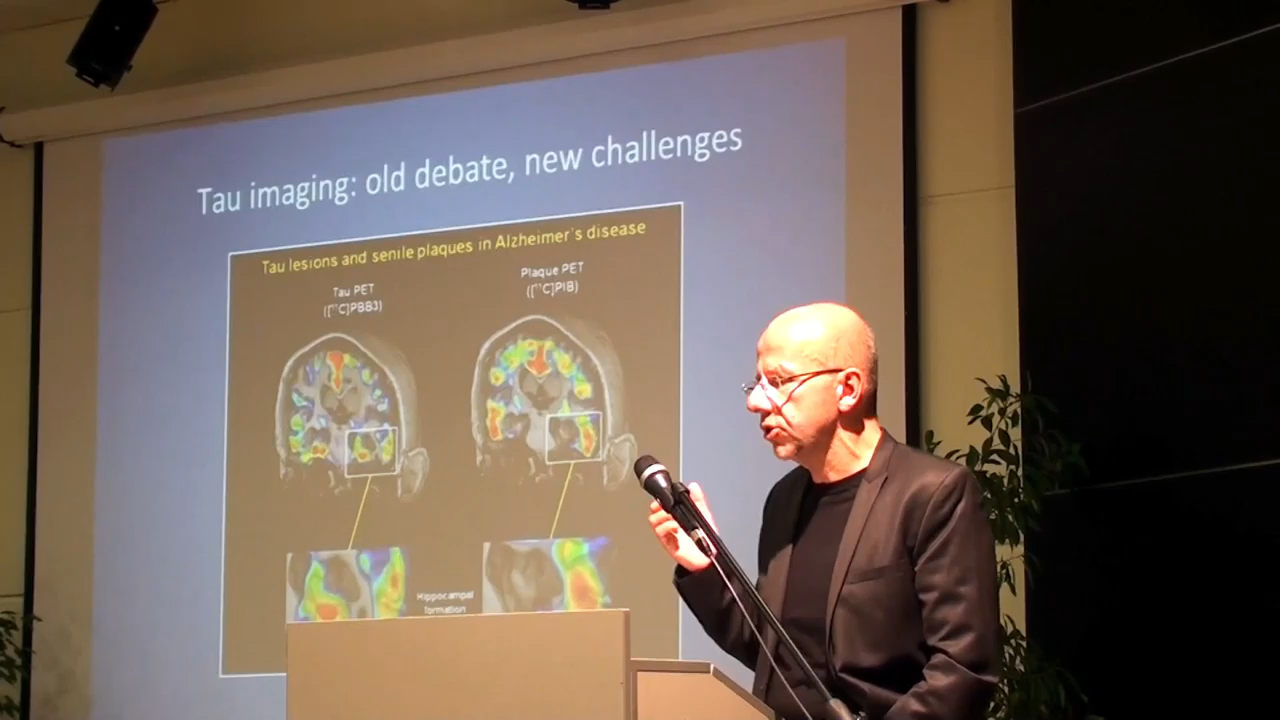 Tau imaging: old debate, new challenges
Tau lesions and senile plaques in Alzheimer's disease
Tau PET
([¹¹C]PBB3)
Plaque PET
([¹¹C]PIB)
Hippocampal
formation